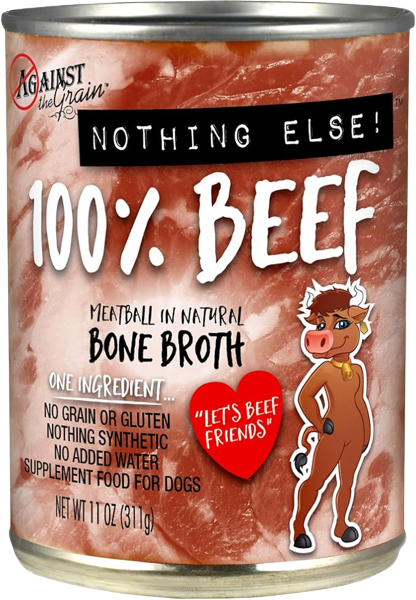 AGAINST
the Grain™
NOTHING ELSE!™
100% BEEF
MEATBALL IN NATURAL
BONE BROTH
ONE INGREDIENT...
NO GRAIN OR GLUTEN
NOTHING SYNTHETIC
NO ADDED WATER
SUPPLEMENT FOOD FOR DOGS
NET WT 11 OZ (311g)
"LET'S BEEF
FRIENDS"